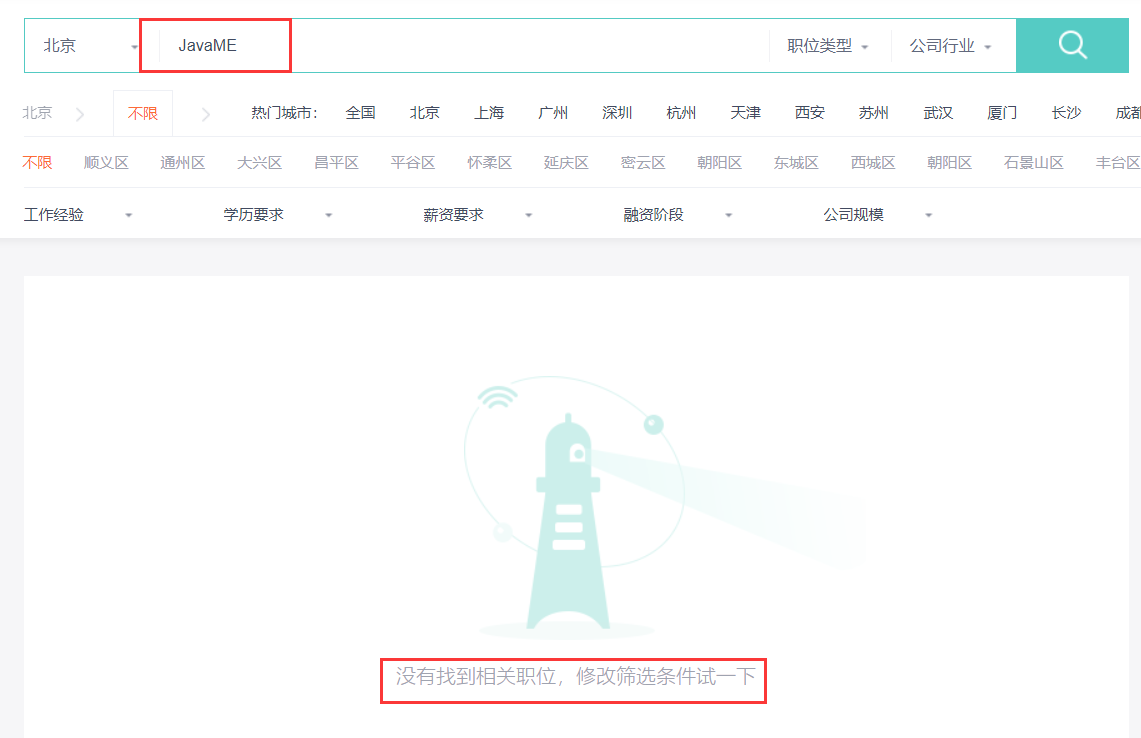 北京 JavaME 职位类型 公司行业
北京 不限 热门城市： 全国 北京 上海 广州 深圳 杭州 天津 西安 苏州 武汉 厦门 长沙 成都
不限 顺义区 通州区 大兴区 昌平区 平谷区 怀柔区 延庆区 密云区 朝阳区 东城区 西城区 朝阳区 石景山区 丰台区
工作经验 学历要求 薪资要求 融资阶段 公司规模
没有找到相关职位，修改筛选条件试一下